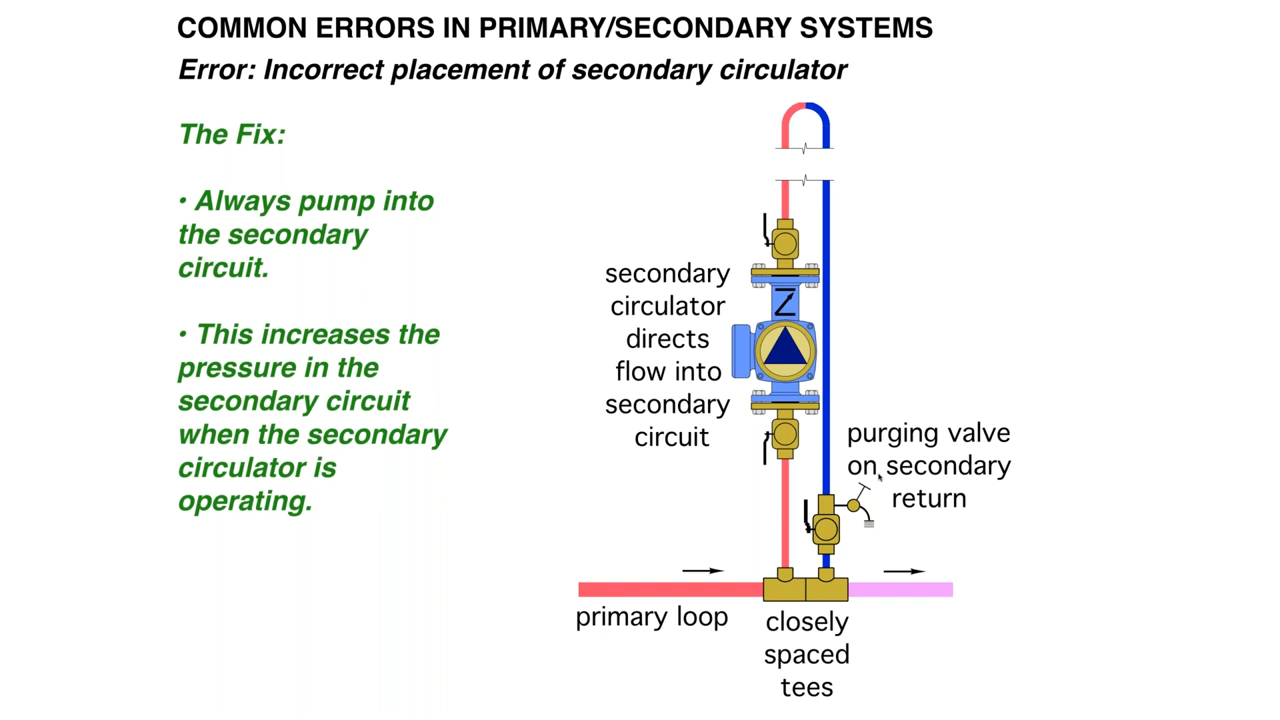 COMMON ERRORS IN PRIMARY/SECONDARY SYSTEMS
Error: Incorrect placement of secondary circulator
The Fix:
• Always pump into
the secondary
circuit.
• This increases the
pressure in the
secondary circuit
when the secondary
circulator is
operating.
secondary
circulator
directs
flow into
secondary
circuit
purging valve
on secondary
return
primary loop
closely
spaced
tees